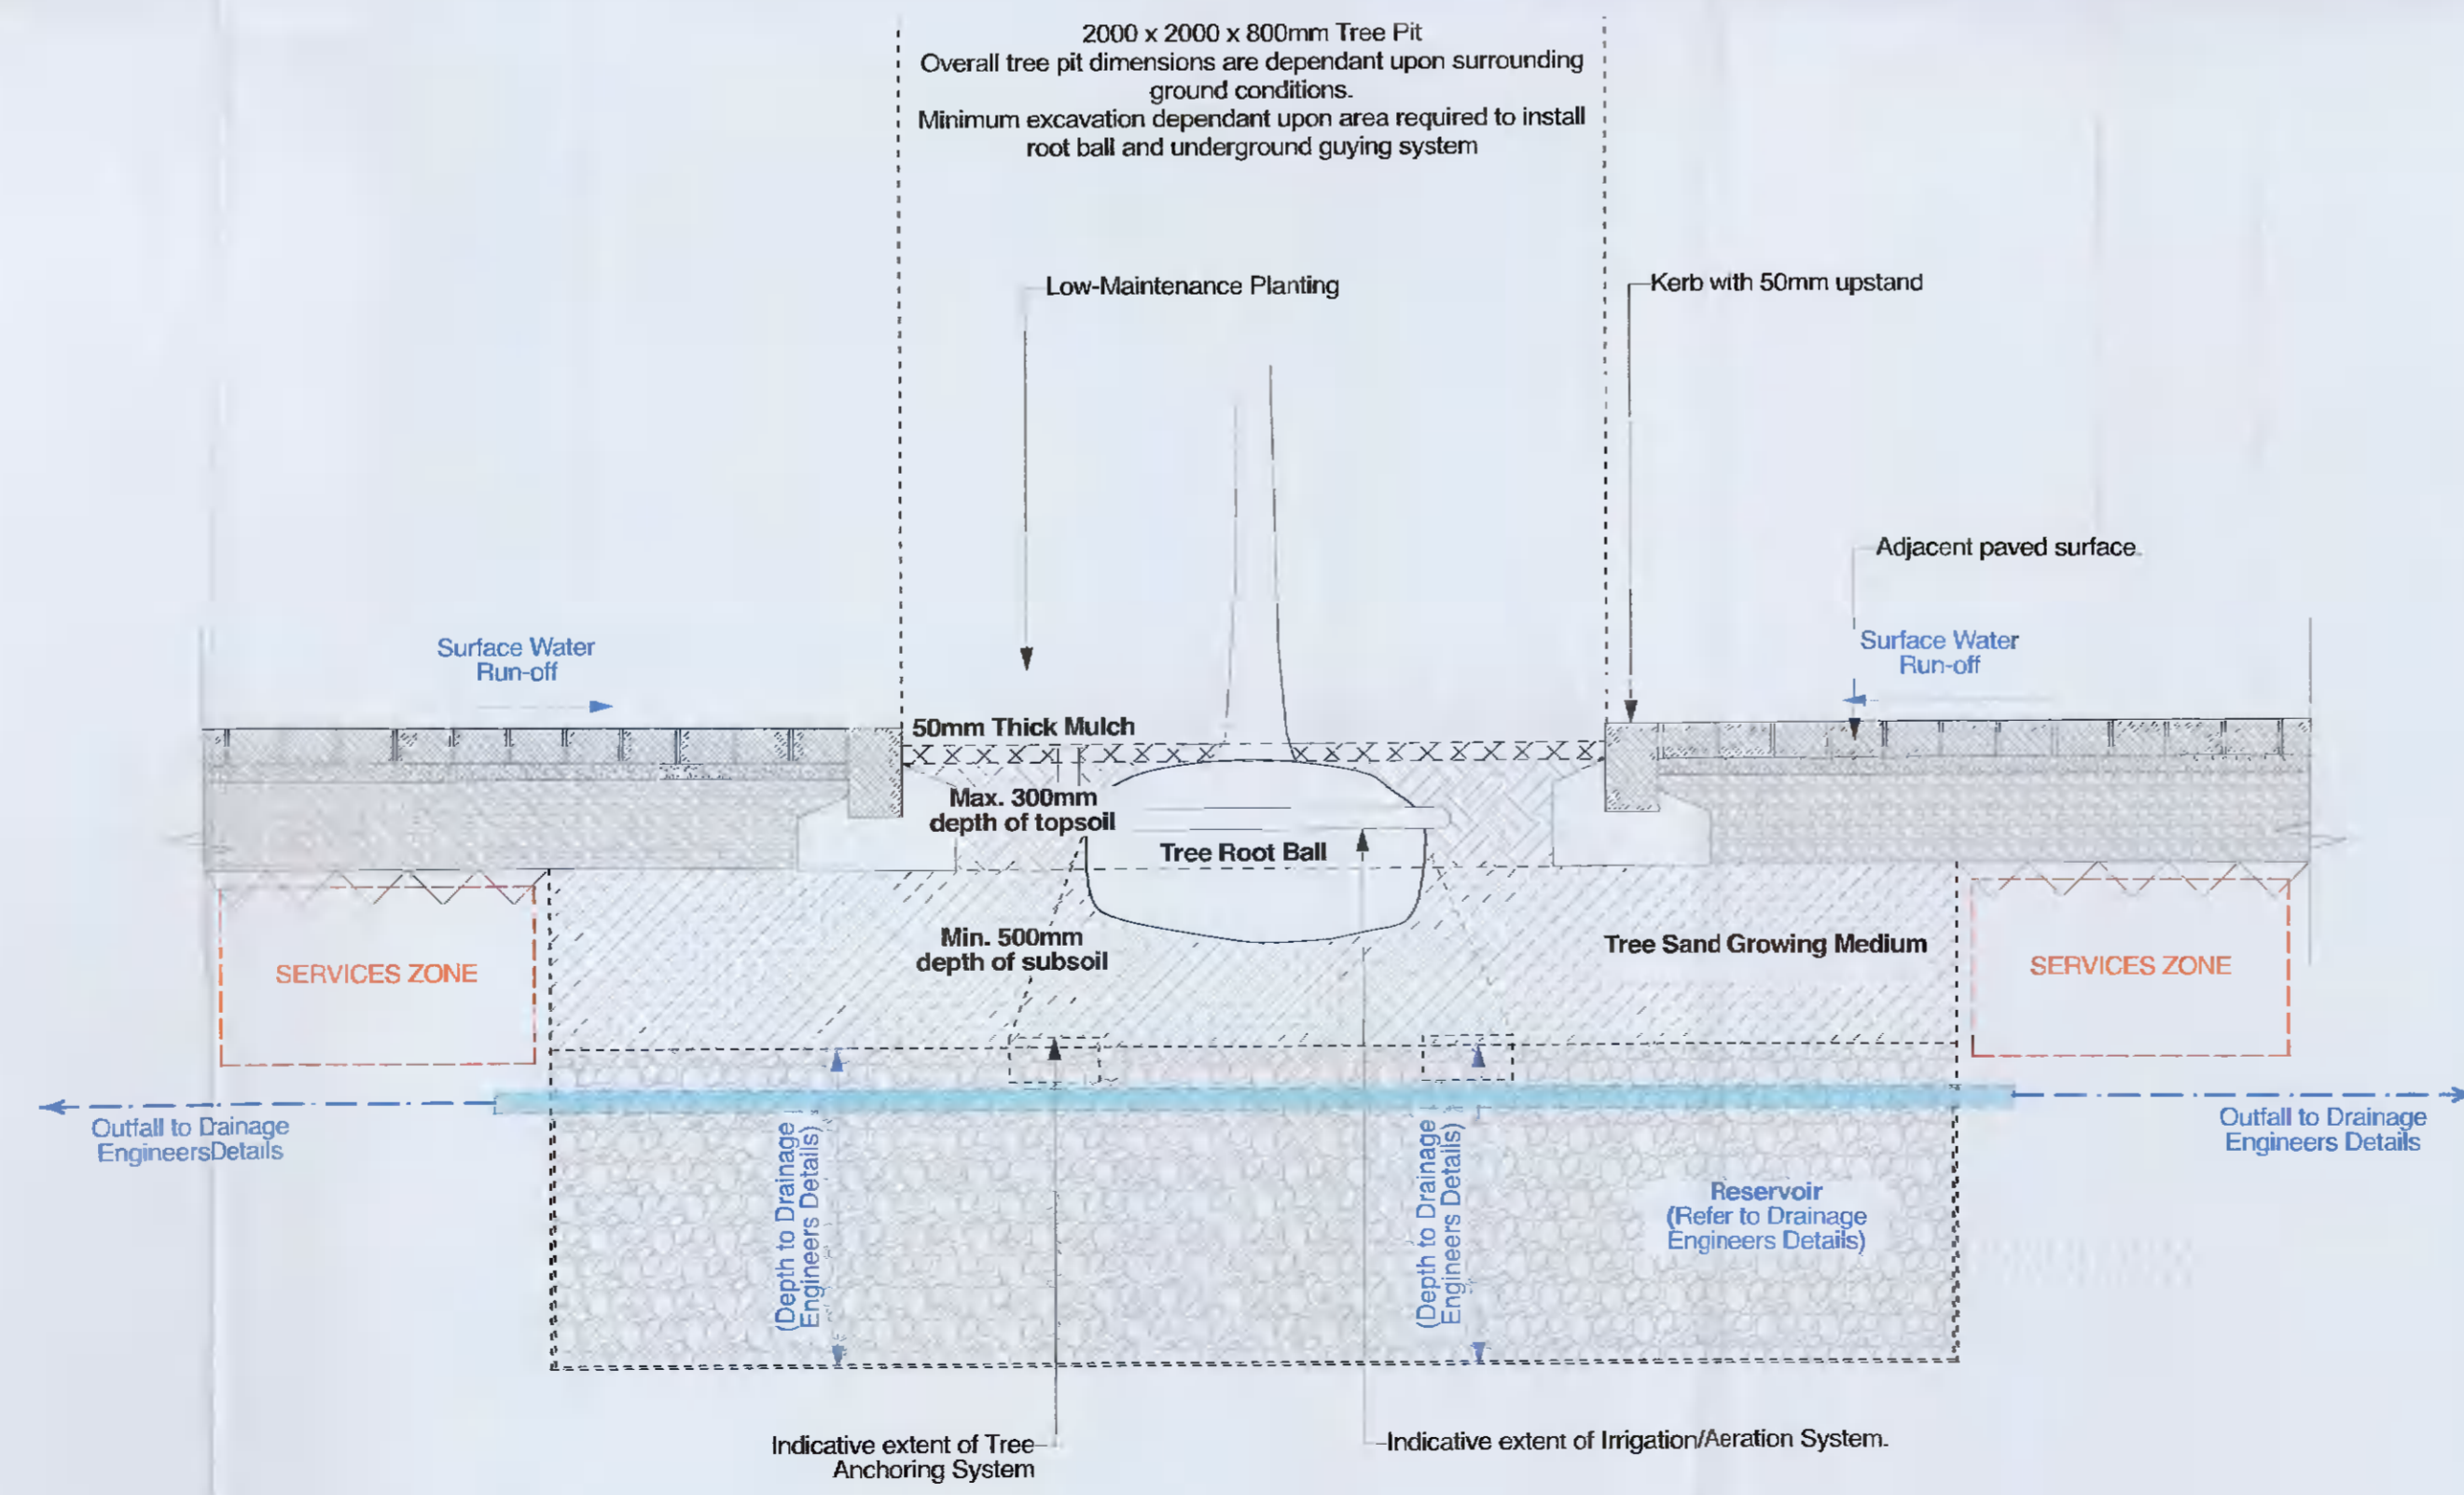 2000 x 2000 x 800mm Tree Pit
Overall tree pit dimensions are dependant upon surrounding
ground conditions.
Minimum excavation dependant upon area required to install
root ball and underground guying system
Low-Maintenance Planting
Kerb with 50mm upstand
Adjacent paved surface.
Surface Water
Run-off
Surface Water
Run-off
50mm Thick Mulch
Max. 300mm
depth of topsoil
Tree Root Ball
Min. 500mm
depth of subsoil
Tree Sand Growing Medium
SERVICES ZONE
SERVICES ZONE
Outfall to Drainage
EngineersDetails
Outfall to Drainage
Engineers Details
(Depth to Drainage
Engineers Details)
(Depth to Drainage
Engineers Details)
Reservoir
(Refer to Drainage
Engineers Details)
Indicative extent of Tree
Anchoring System
Indicative extent of Irrigation/Aeration System.